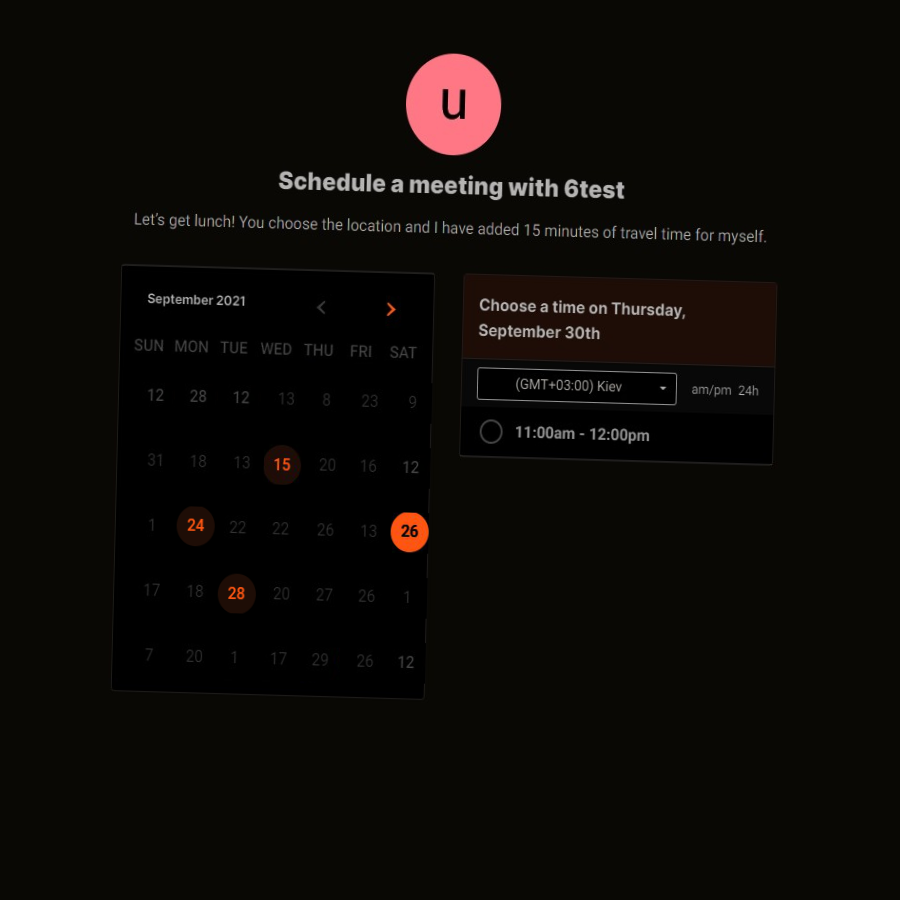 u
Schedule a meeting with 6test
Let's get lunch! You choose the location and I have added 15 minutes of travel time for myself.
September 2021
SUN MON TUE WED THU FRI SAT
12 28 12 13 8 23 9
31 18 13 15 20 16 12
1 24 22 22 26 13 26
17 18 28 20 27 26 1
7 20 1 17 29 26 12
Choose a time on Thursday,
September 30th
(GMT+03:00) Kiev am/pm 24h
11:00am - 12:00pm